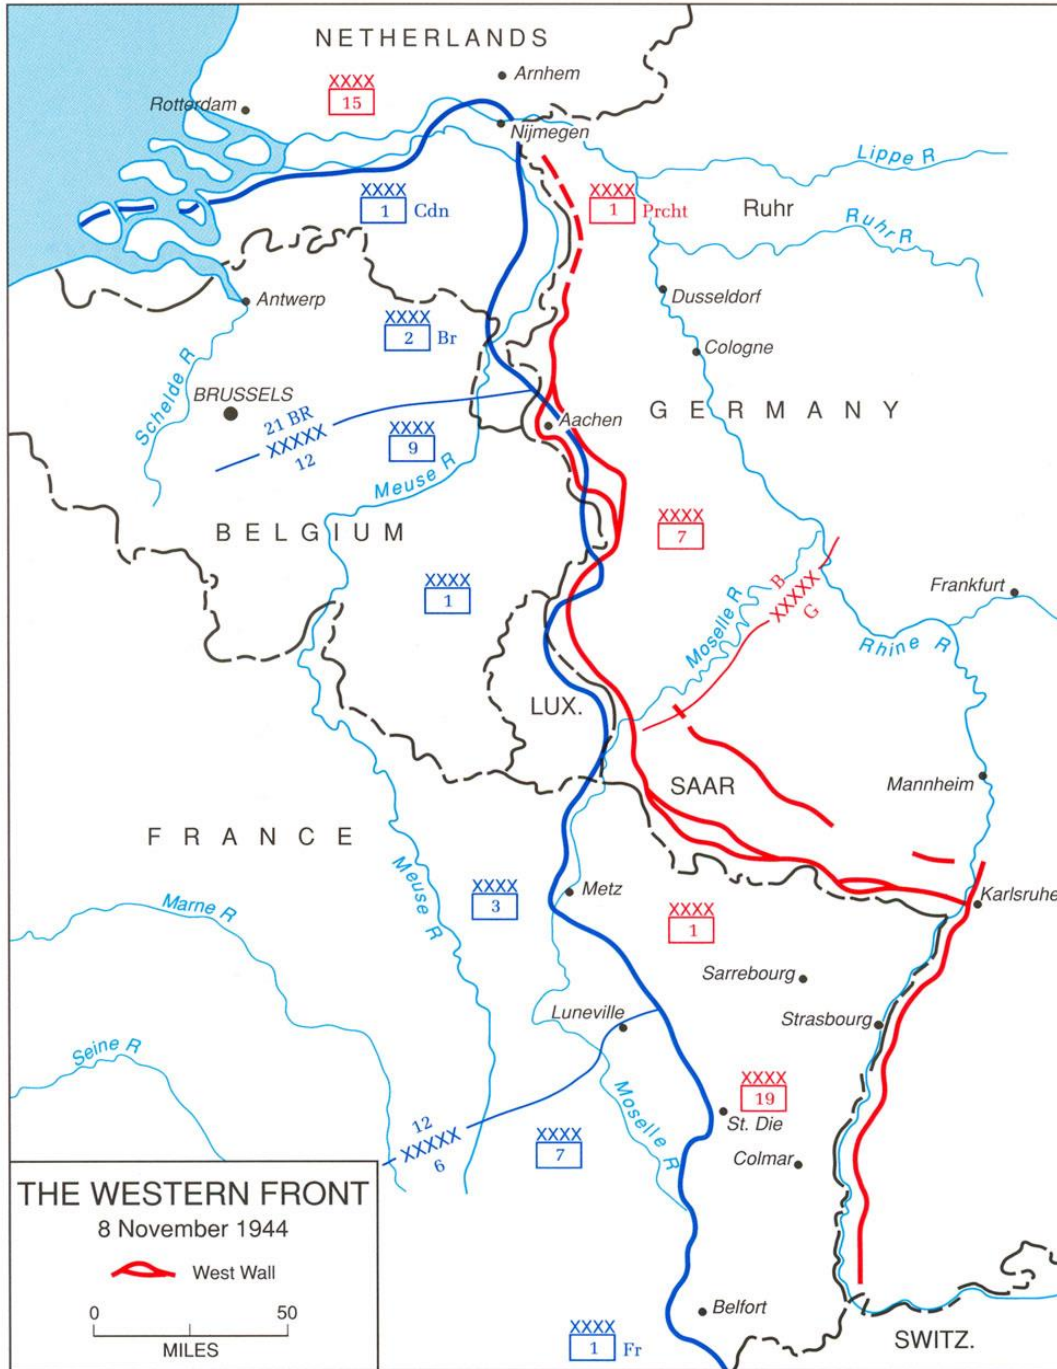 NETHERLANDS
Arnhem
XXXX
15
Rotterdam
Nijmegen
Lippe R
XXXX
1 Cdn
XXXX
1 Prcht
Ruhr
Ruhr R
Antwerp
Dusseldorf
XXXX
2 Br
Cologne
Schelde R
BRUSSELS
GERMANY
21 BR
XXXXX
12
XXXX
9
Aachen
Meuse R
BELGIUM
XXXX
7
XXXX
1
Moselle R
B
XXXXX
G
Frankfurt
Rhine R
LUX.
SAAR
Mannheim
FRANCE
Meuse R
XXXX
3
Metz
Marne R
XXXX
1
Karlsruhe
Sarrebourg
Luneville
Strasbourg
Seine R
Moselle R
XXXX
19
St. Die
12
XXXXX
6
XXXX
7
Colmar
THE WESTERN FRONT
8 November 1944
West Wall
0 50
MILES
Belfort
XXXX
1 Fr
SWITZ.